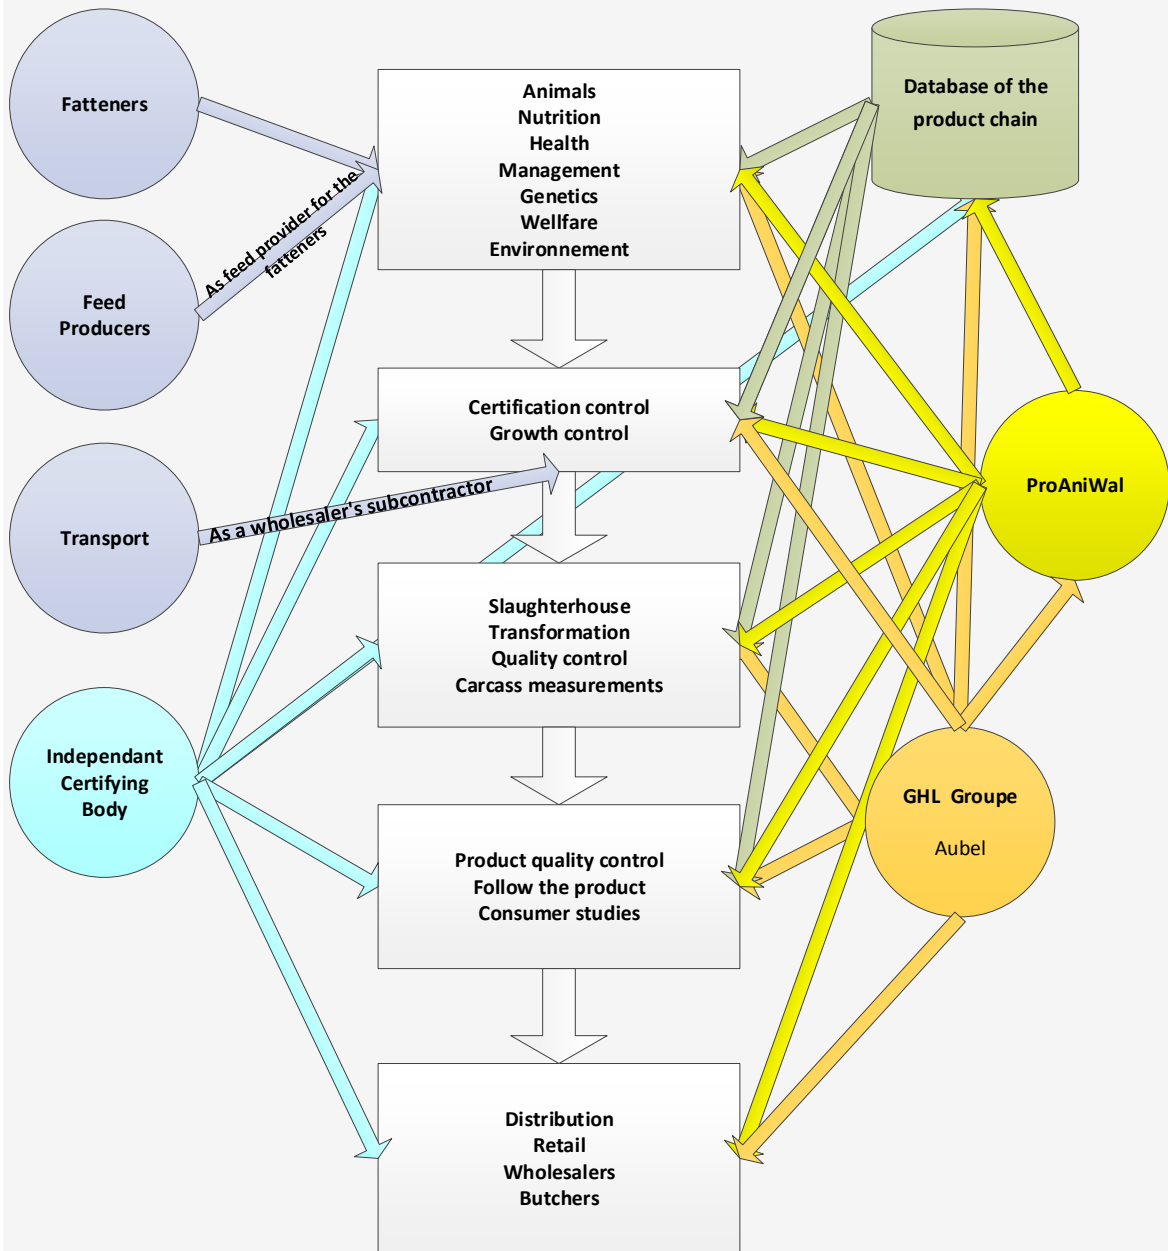 Fatteners
Animals
Nutrition
Health
Management
Genetics
Wellfare
Environnement
Database of the
product chain
As feed provider for the
fatteners
Feed
Producers
Certification control
Growth control
ProAniWal
Transport
As a wholesaler's subcontractor
Slaughterhouse
Transformation
Quality control
Carcass measurements
Independant
Certifying
Body
GHL Groupe
Aubel
Product quality control
Follow the product
Consumer studies
Distribution
Retail
Wholesalers
Butchers